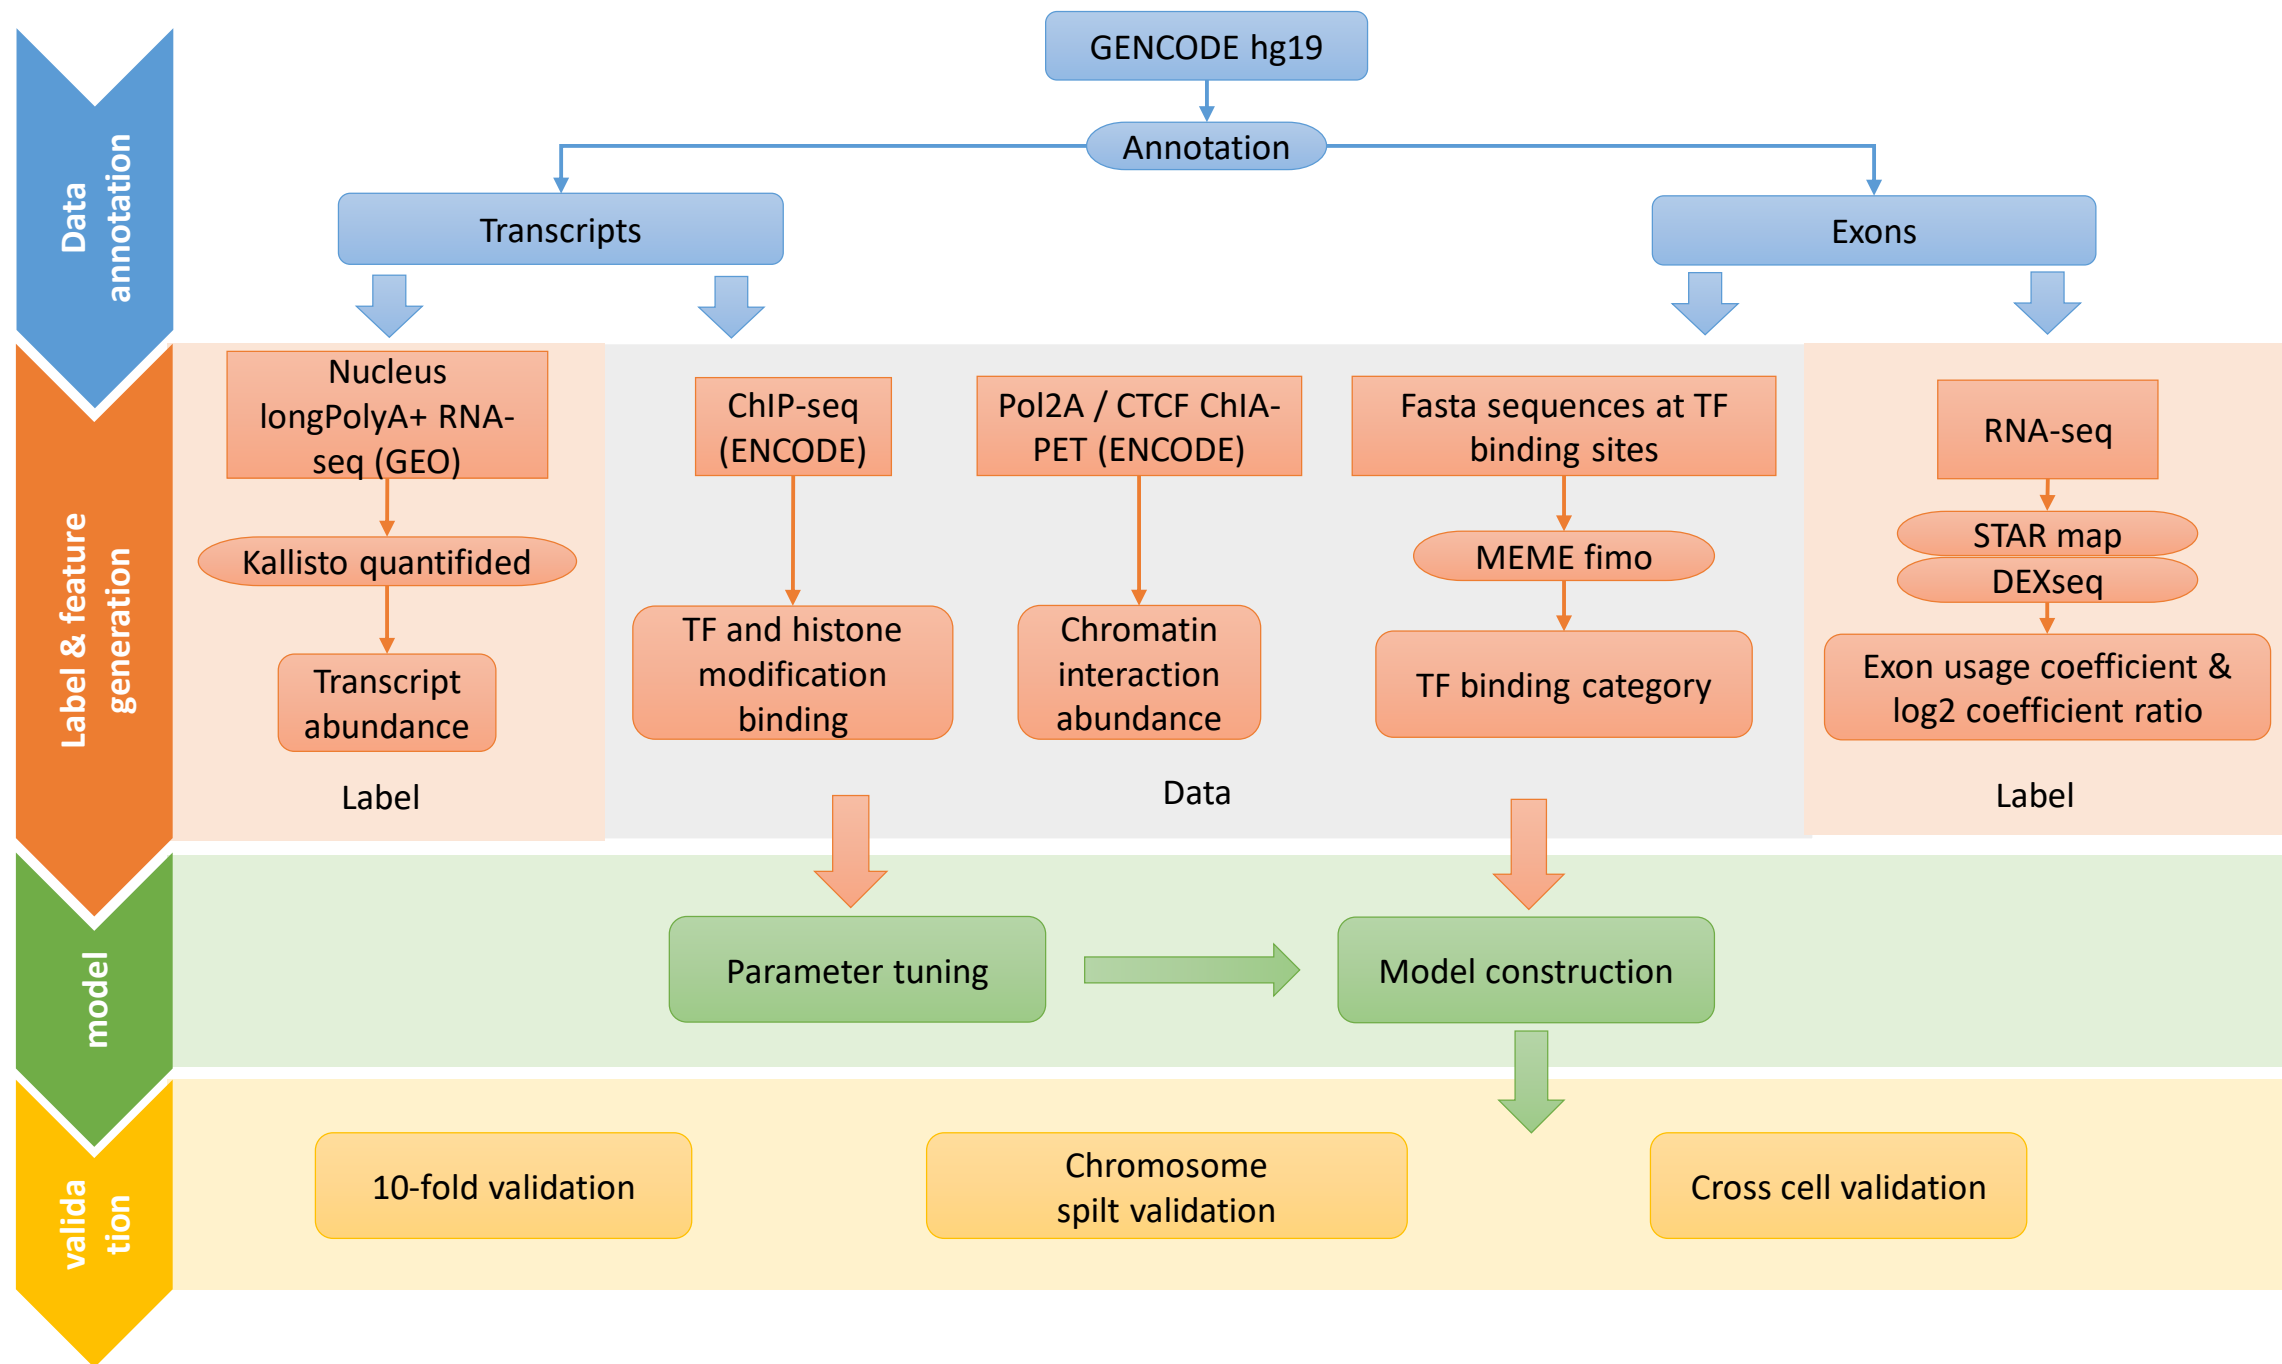 GENCODE hg19
Annotation
Data
annotation
Transcripts
Exons
Label & feature
generation
Nucleus
longPolyA+ RNA-
seq (GEO)
Kallisto quantifided
Transcript
abundance
Label
ChIP-seq
(ENCODE)
TF and histone
modification
binding
Pol2A / CTCF ChIA-
PET (ENCODE)
Chromatin
interaction
abundance
Fasta sequences at TF
binding sites
MEME fimo
TF binding category
Data
RNA-seq
STAR map
DEXseq
Exon usage coefficient &
log2 coefficient ratio
Label
model
Parameter tuning
Model construction
valida
tion
10-fold validation
Chromosome
spilt validation
Cross cell validation